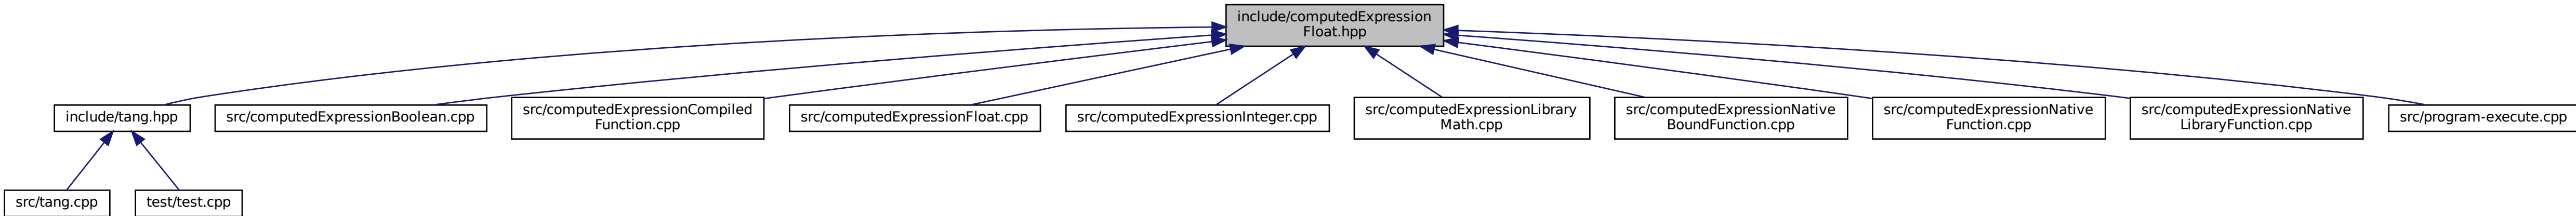 include/computedExpression
Float.hpp
include/tang.hpp
src/computedExpressionBoolean.cpp
src/computedExpressionCompiled
Function.cpp
src/computedExpressionFloat.cpp
src/computedExpressionInteger.cpp
src/computedExpressionLibrary
Math.cpp
src/computedExpressionNative
BoundFunction.cpp
src/computedExpressionNative
Function.cpp
src/computedExpressionNative
LibraryFunction.cpp
src/program-execute.cpp
src/tang.cpp
test/test.cpp